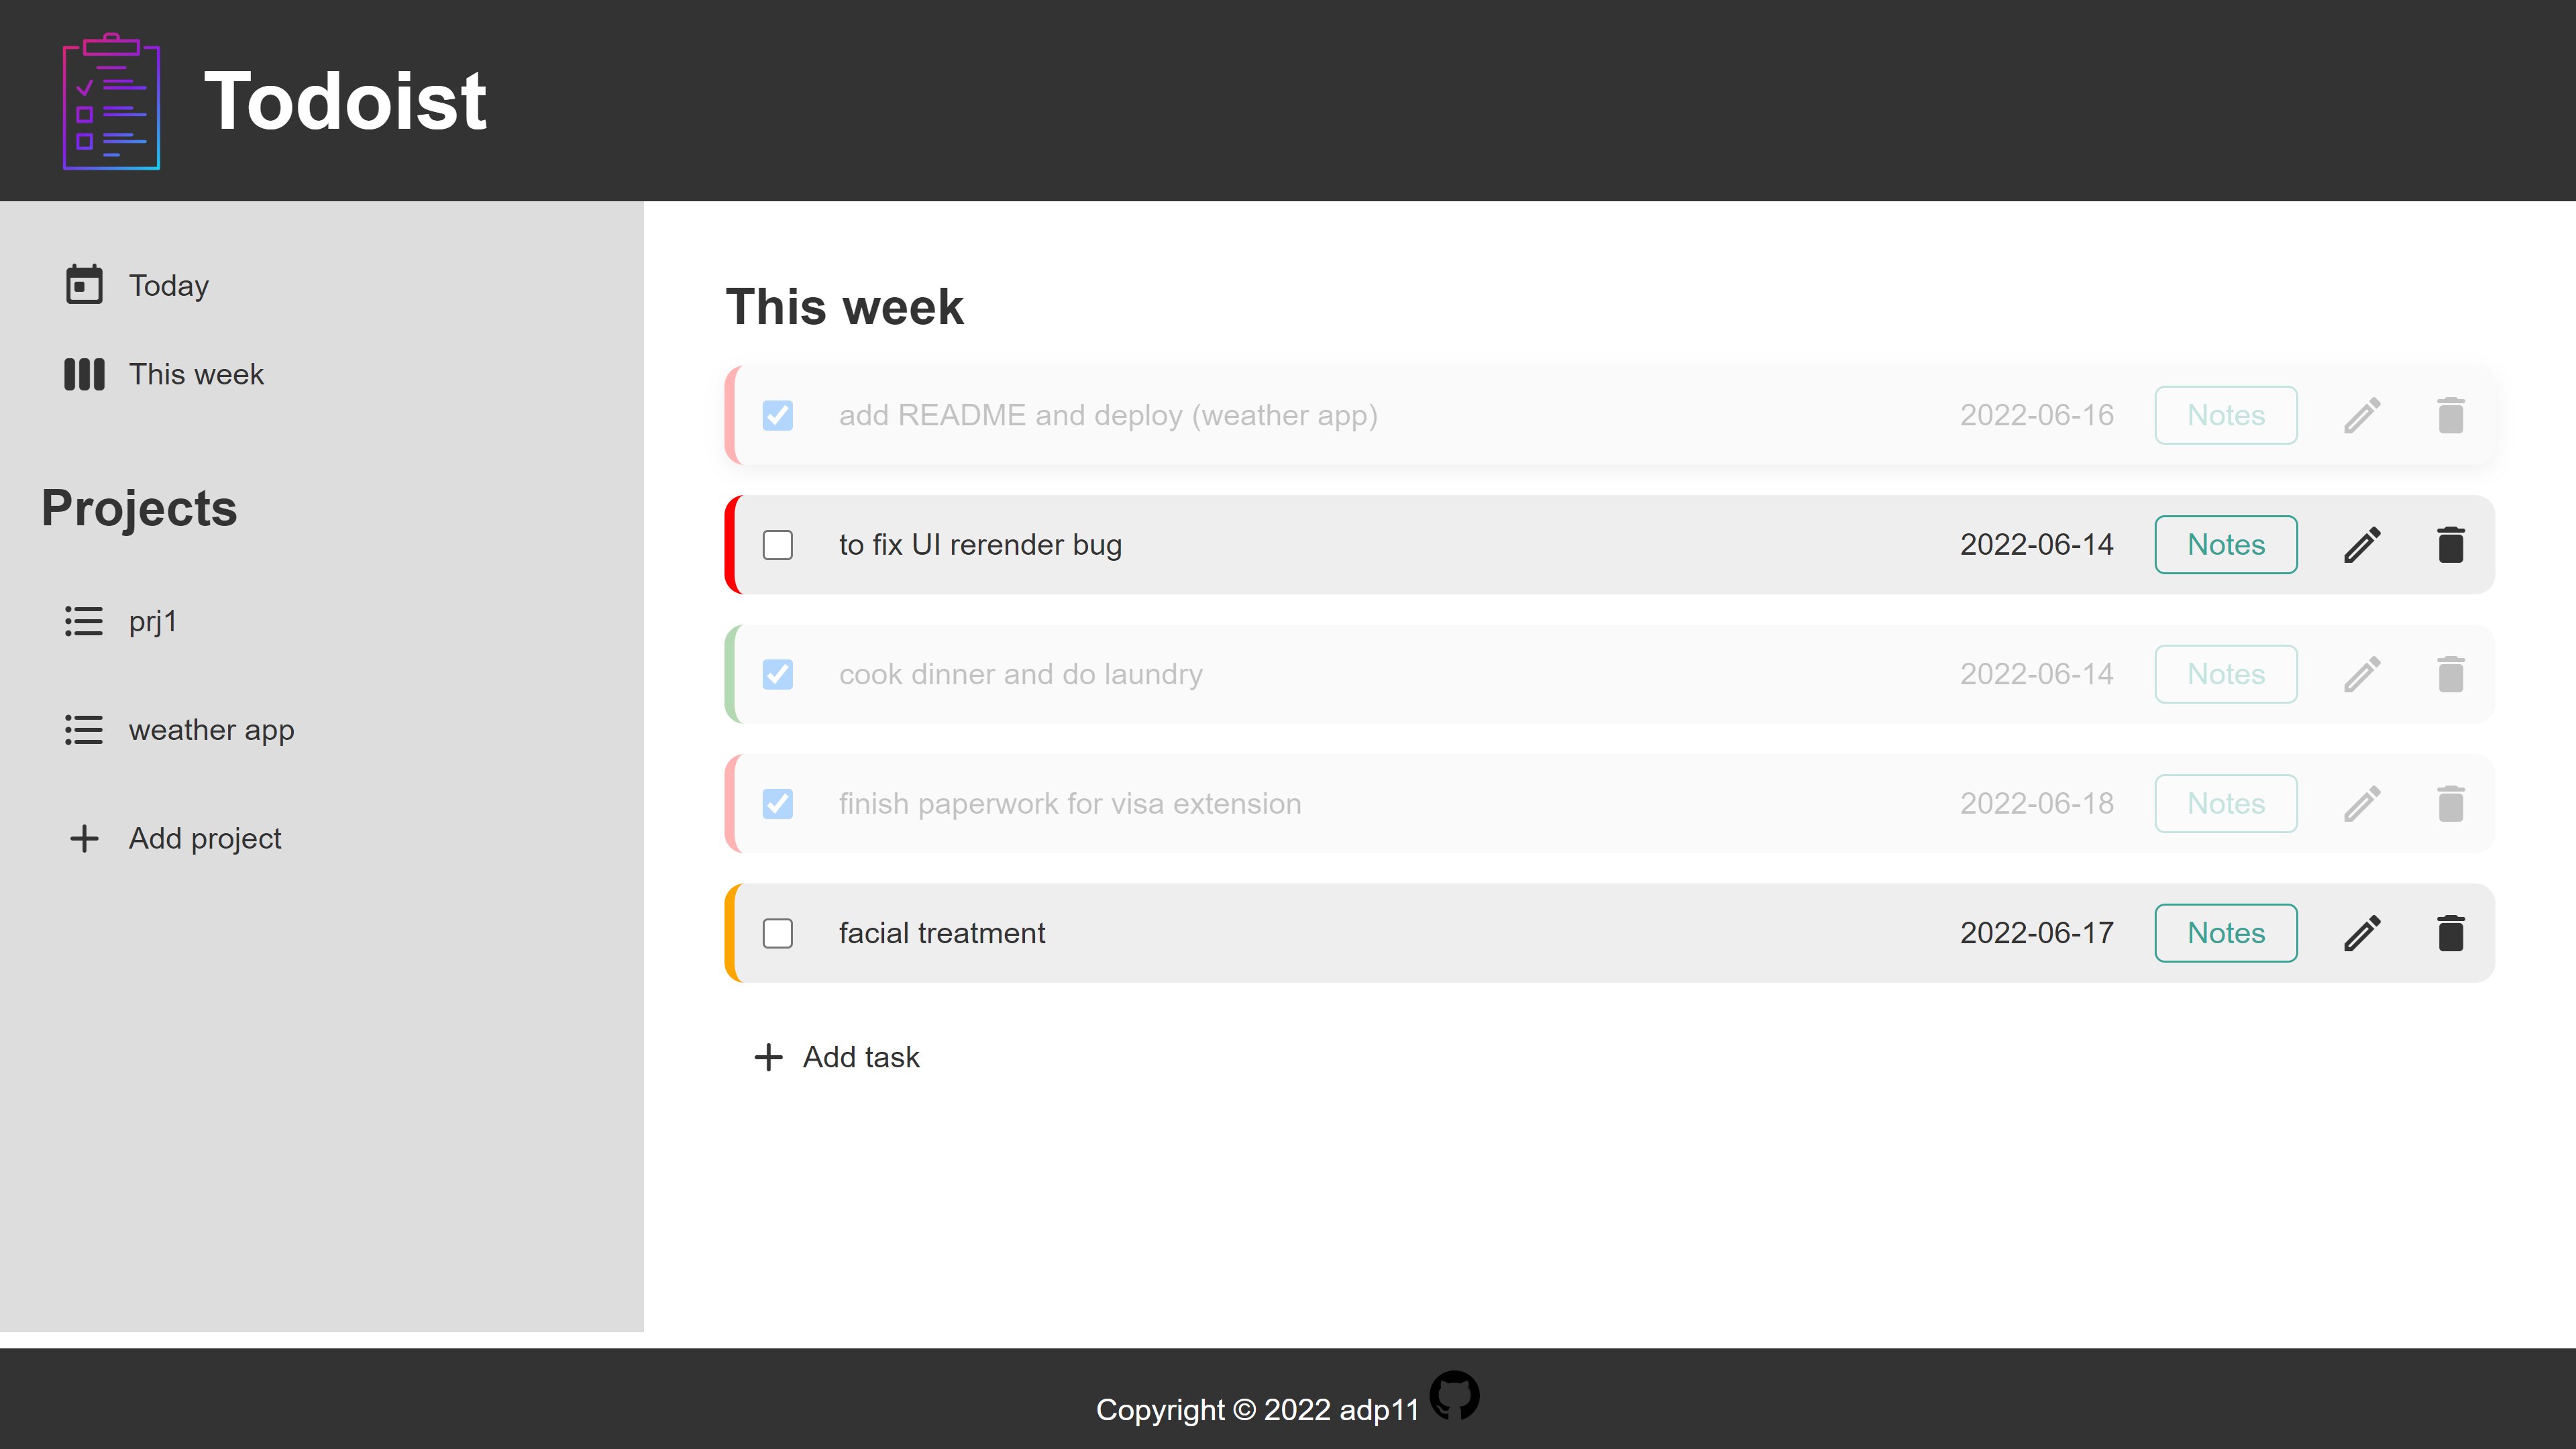 Todoist
Today
This week
Projects
prj1
weather app
Add project
This week
add README and deploy (weather app) 2022-06-16 Notes
to fix UI rerender bug 2022-06-14 Notes
cook dinner and do laundry 2022-06-14 Notes
finish paperwork for visa extension 2022-06-18 Notes
facial treatment 2022-06-17 Notes
Add task
Copyright © 2022 adp11